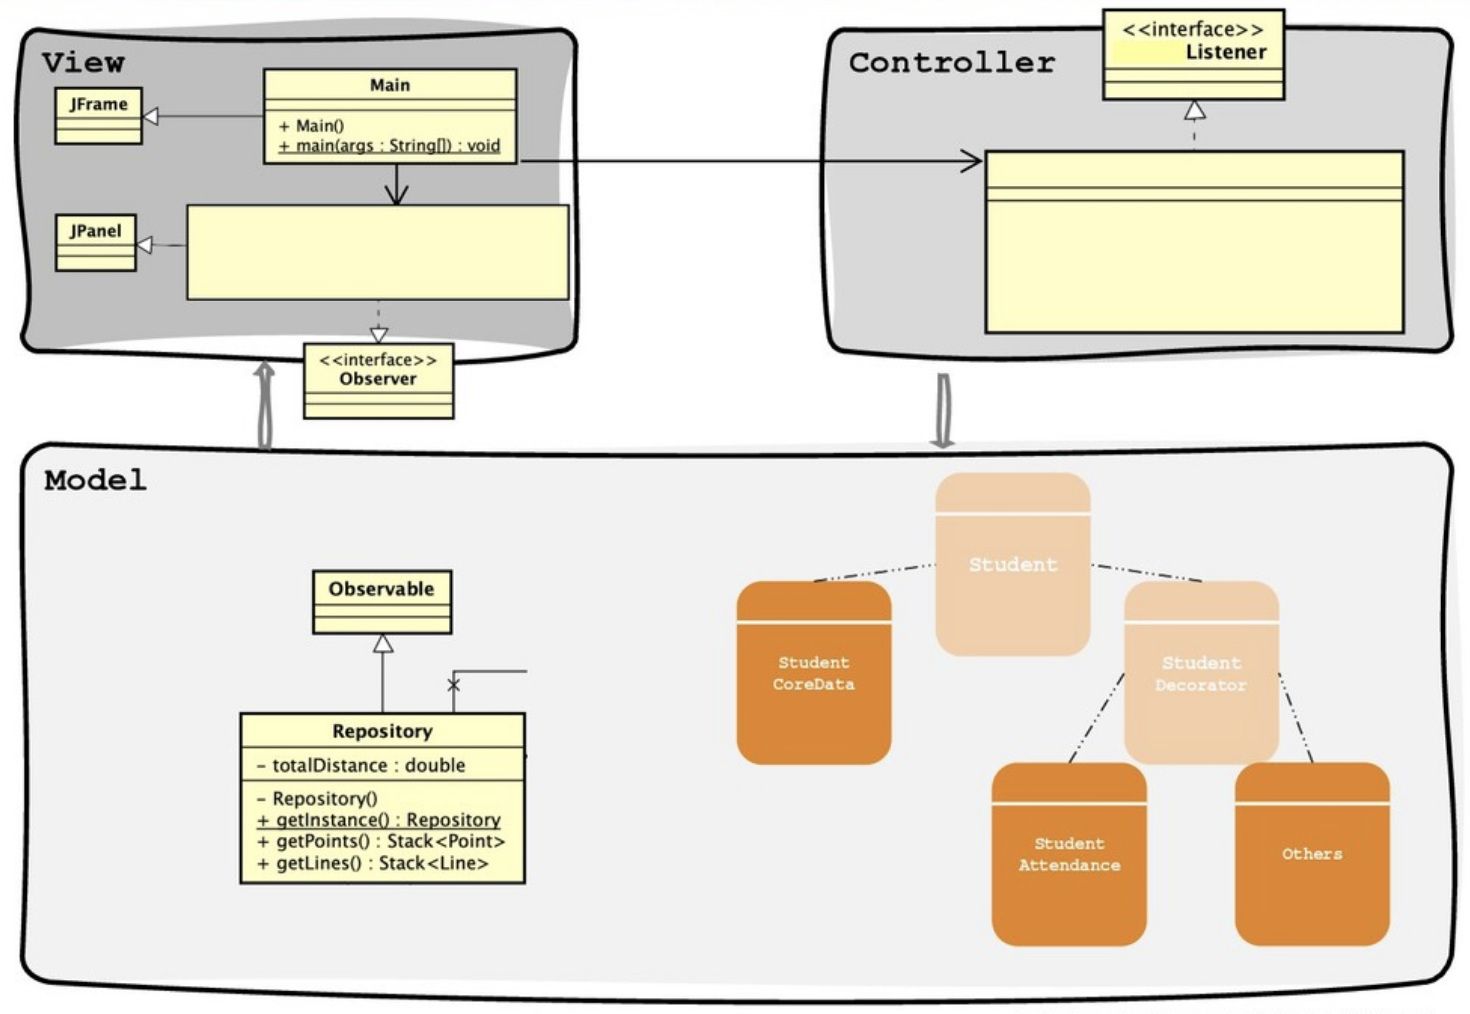 View
JFrame
Main
+ Main()
+ main(args : String[]) : void
JPanel
<<interface>>
Observer
Controller
<<interface>>
Listener
Model
Observable
Repository
- totalDistance : double
- Repository()
+ getInstance() : Repository
+ getPoints() : Stack<Point>
+ getLines() : Stack<Line>
Student
Student
CoreData
Student
Decorator
Student
Attendance
Others